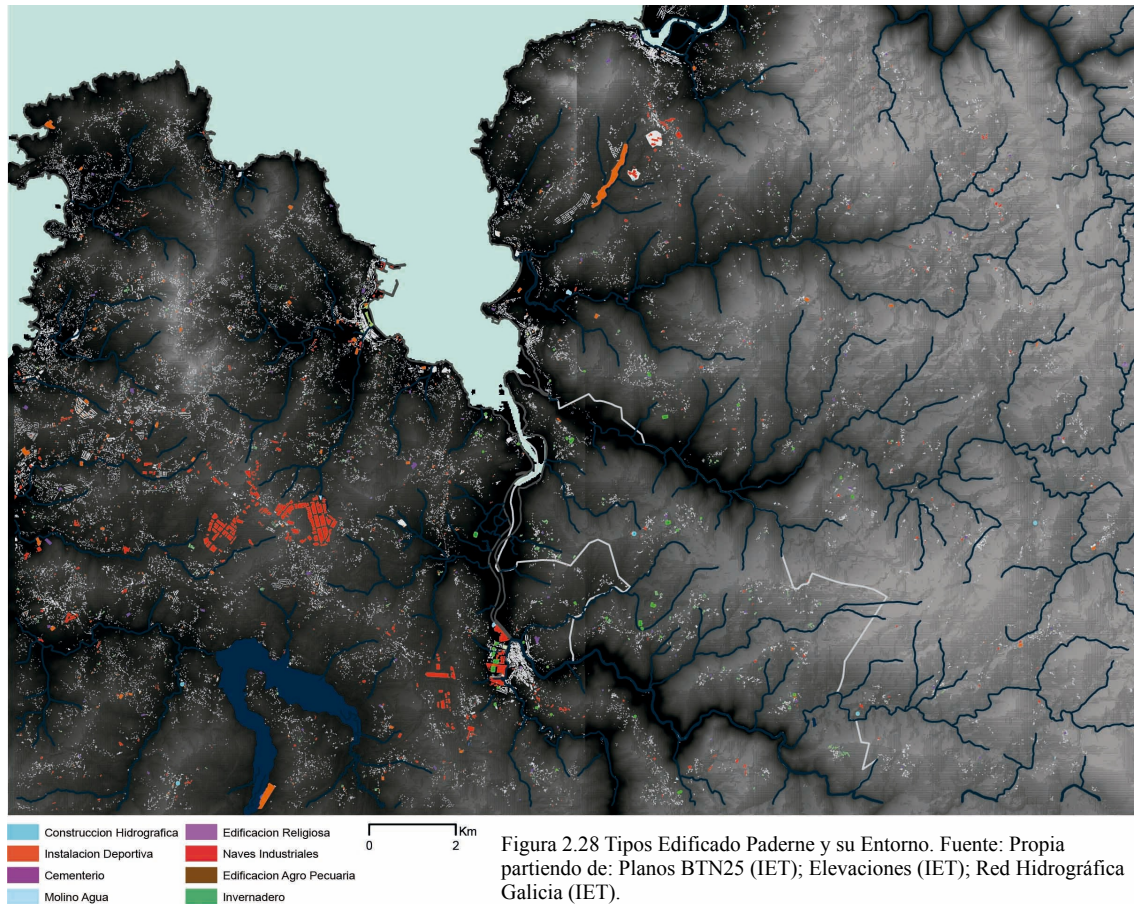 Construccion Hidrografica
Instalacion Deportiva
Cementerio
Molino Agua
Edificacion Religiosa
Naves Industriales
Edificacion Agro Pecuaria
Invernadero
Km
0 2
Figura 2.28 Tipos Edificado Paderne y su Entorno. Fuente: Propia
partiendo de: Planos BTN25 (IET); Elevaciones (IET); Red Hidrográfica
Galicia (IET).